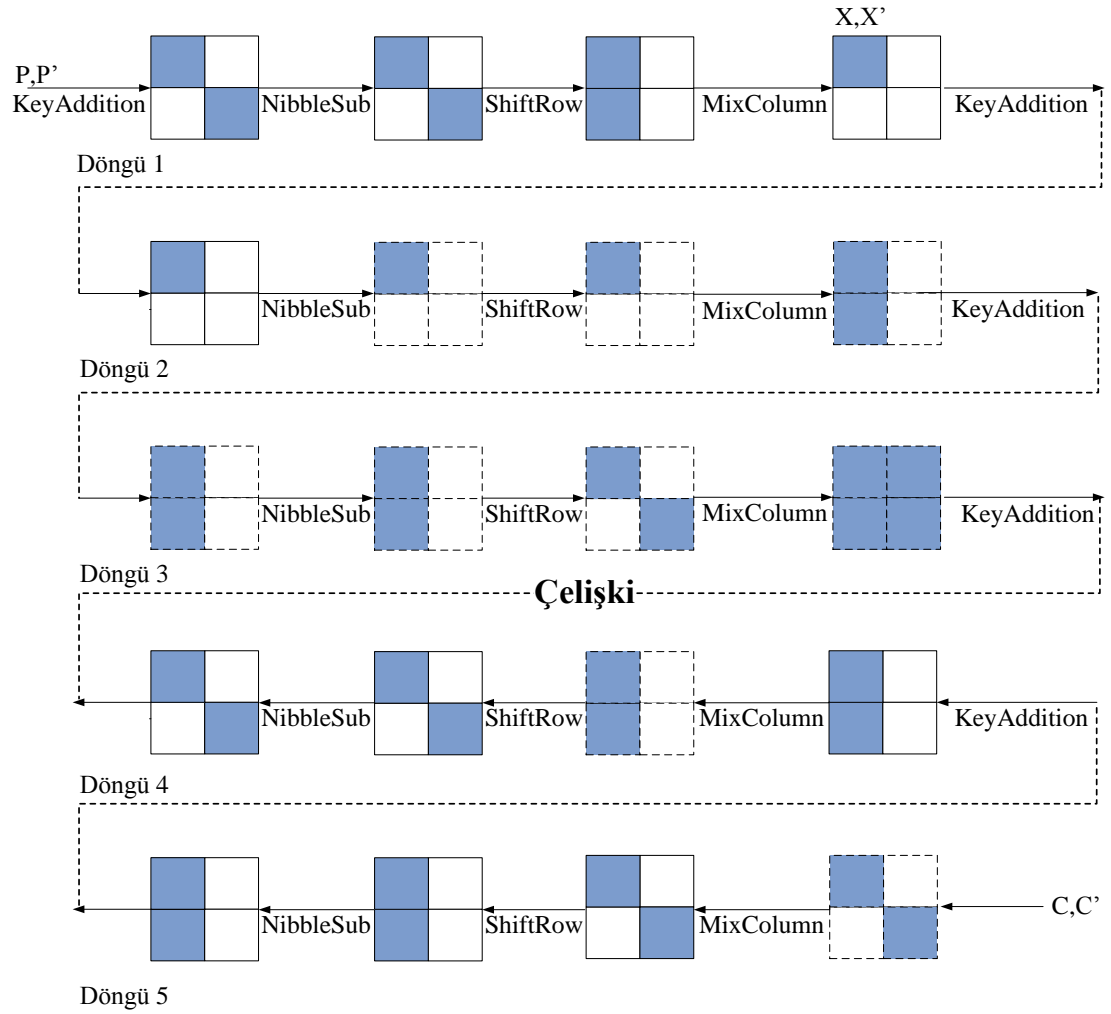 X,X’
P,P’
KeyAddition NibbleSub ShiftRow MixColumn KeyAddition
Döngü 1
NibbleSub ShiftRow MixColumn KeyAddition
Döngü 2
NibbleSub ShiftRow MixColumn KeyAddition
Döngü 3
Çelişki
NibbleSub ShiftRow MixColumn KeyAddition
Döngü 4
C,C’
NibbleSub ShiftRow MixColumn
Döngü 5